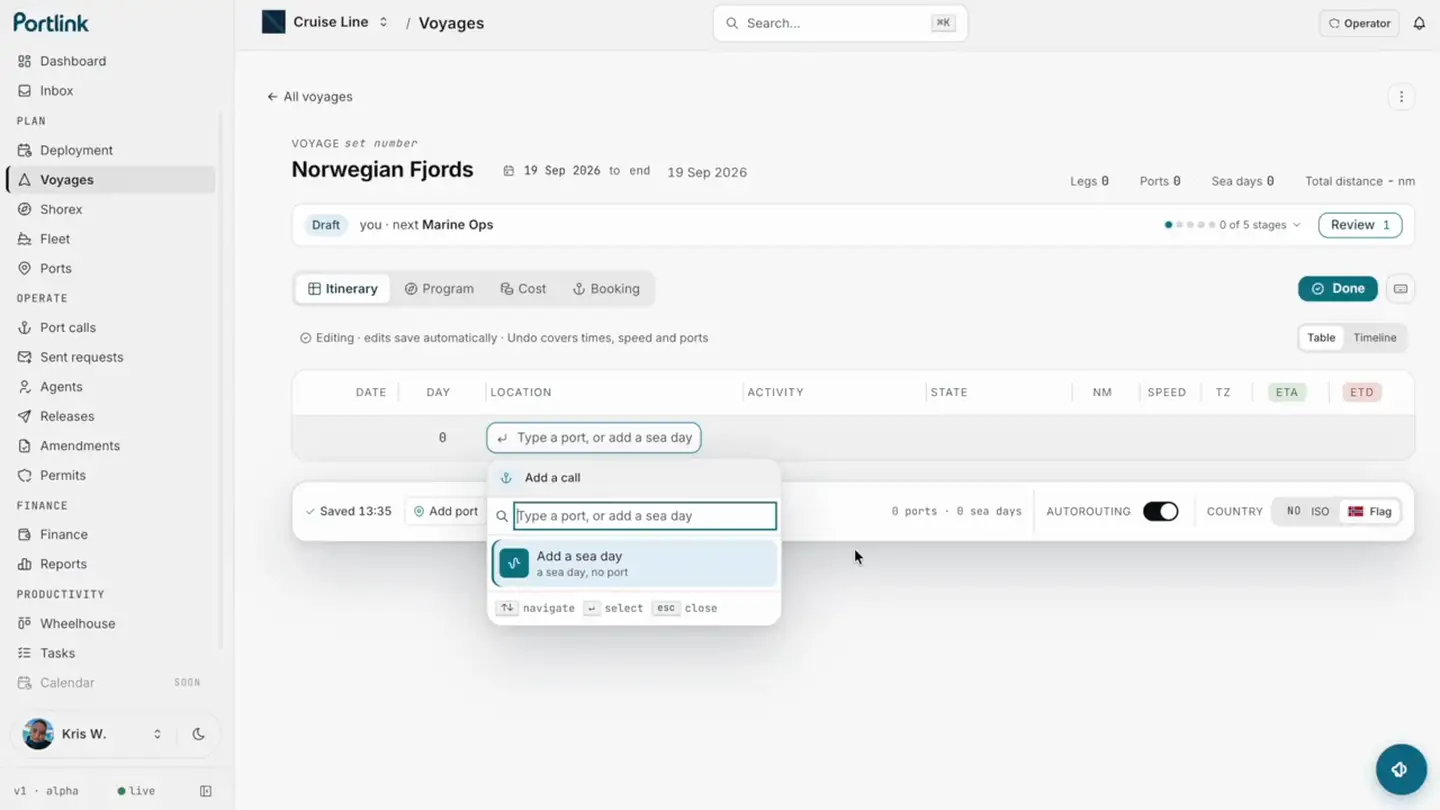 Portlink
Cruise Line / Voyages
Search... ⌘K
Operator
Dashboard
Inbox
PLAN
Deployment
Voyages
Shorex
Fleet
Ports
OPERATE
Port calls
Sent requests
Agents
Releases
Amendments
Permits
FINANCE
Finance
Reports
PRODUCTIVITY
Wheelhouse
Tasks
Calendar SOON
Kris W.
v1 · alpha live
← All voyages
VOYAGE set number
Norwegian Fjords 19 Sep 2026 to end 19 Sep 2026
Legs 0 Ports 0 Sea days 0 Total distance - nm
Draft you · next Marine Ops 0 of 5 stages Review 1
Itinerary Program Cost Booking Done
Editing · edits save automatically · Undo covers times, speed and ports Table Timeline
DATE DAY LOCATION ACTIVITY STATE NM SPEED TZ ETA ETD
0 Type a port, or add a sea day
Add a call
Saved 13:35 Add port 0 ports · 0 sea days AUTOROUTING COUNTRY NO ISO Flag
Type a port, or add a sea day
Add a sea day
a sea day, no port
↑↓ navigate ↵ select esc close